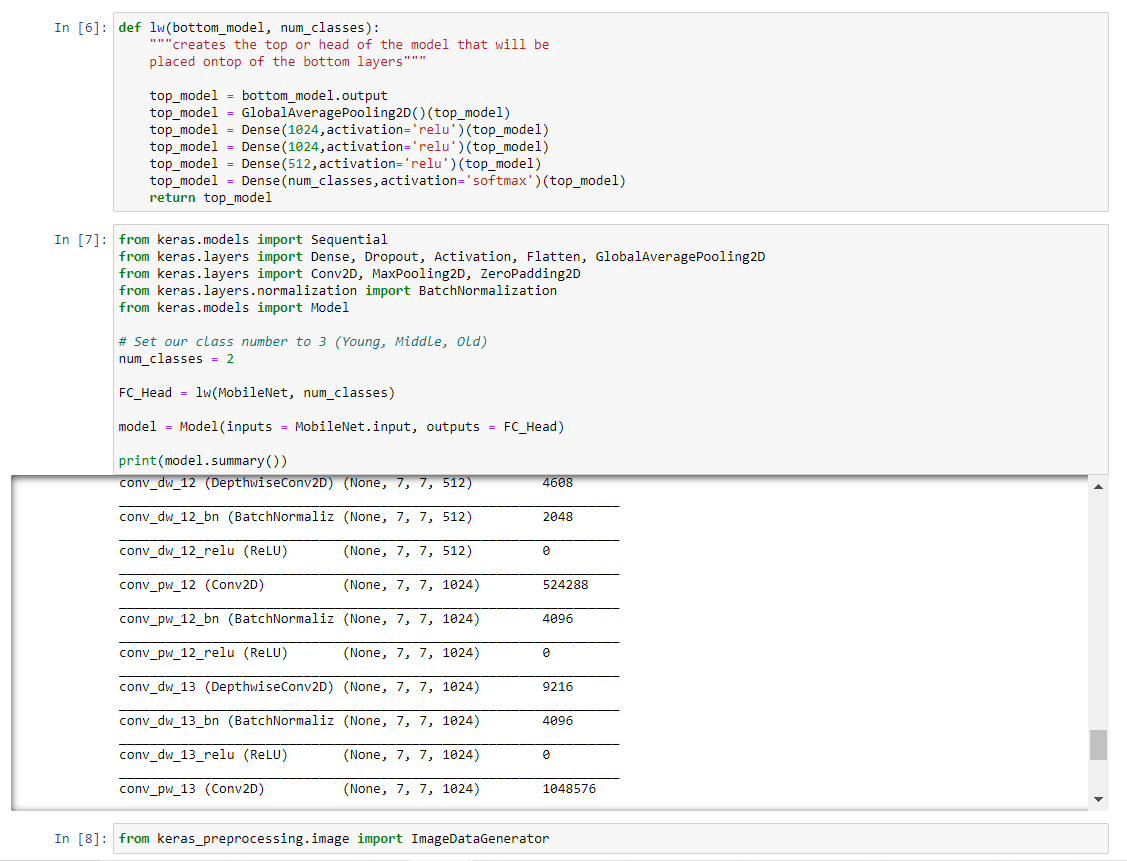 In [6]: def lw(bottom_model, num_classes):
"""creates the top or head of the model that will be
placed ontop of the bottom layers"""
top_model = bottom_model.output
top_model = GlobalAveragePooling2D()(top_model)
top_model = Dense(1024,activation='relu')(top_model)
top_model = Dense(1024,activation='relu')(top_model)
top_model = Dense(512,activation='relu')(top_model)
top_model = Dense(num_classes,activation='softmax')(top_model)
return top_model
In [7]: from keras.models import Sequential
from keras.layers import Dense, Dropout, Activation, Flatten, GlobalAveragePooling2D
from keras.layers import Conv2D, MaxPooling2D, ZeroPadding2D
from keras.layers.normalization import BatchNormalization
from keras.models import Model
# Set our class number to 3 (Young, Middle, Old)
num_classes = 2
FC_Head = lw(MobileNet, num_classes)
model = Model(inputs = MobileNet.input, outputs = FC_Head)
print(model.summary())
conv_dw_12 (DepthwiseConv2D) (None, 7, 7, 512) 4608
conv_dw_12_bn (BatchNormaliz (None, 7, 7, 512) 2048
conv_dw_12_relu (ReLU) (None, 7, 7, 512) 0
conv_pw_12 (Conv2D) (None, 7, 7, 1024) 524288
conv_pw_12_bn (BatchNormaliz (None, 7, 7, 1024) 4096
conv_pw_12_relu (ReLU) (None, 7, 7, 1024) 0
conv_dw_13 (DepthwiseConv2D) (None, 7, 7, 1024) 9216
conv_dw_13_bn (BatchNormaliz (None, 7, 7, 1024) 4096
conv_dw_13_relu (ReLU) (None, 7, 7, 1024) 0
conv_pw_13 (Conv2D) (None, 7, 7, 1024) 1048576
In [8]: from keras_preprocessing.image import ImageDataGenerator